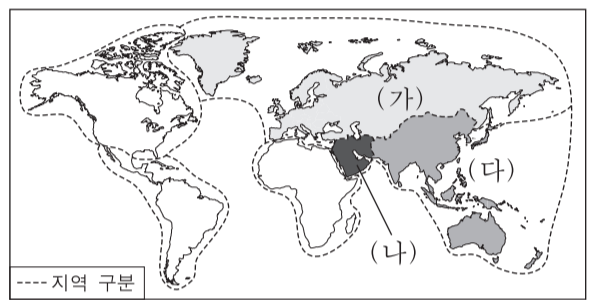 (가)
(다)
(나)
---- 지역 구분